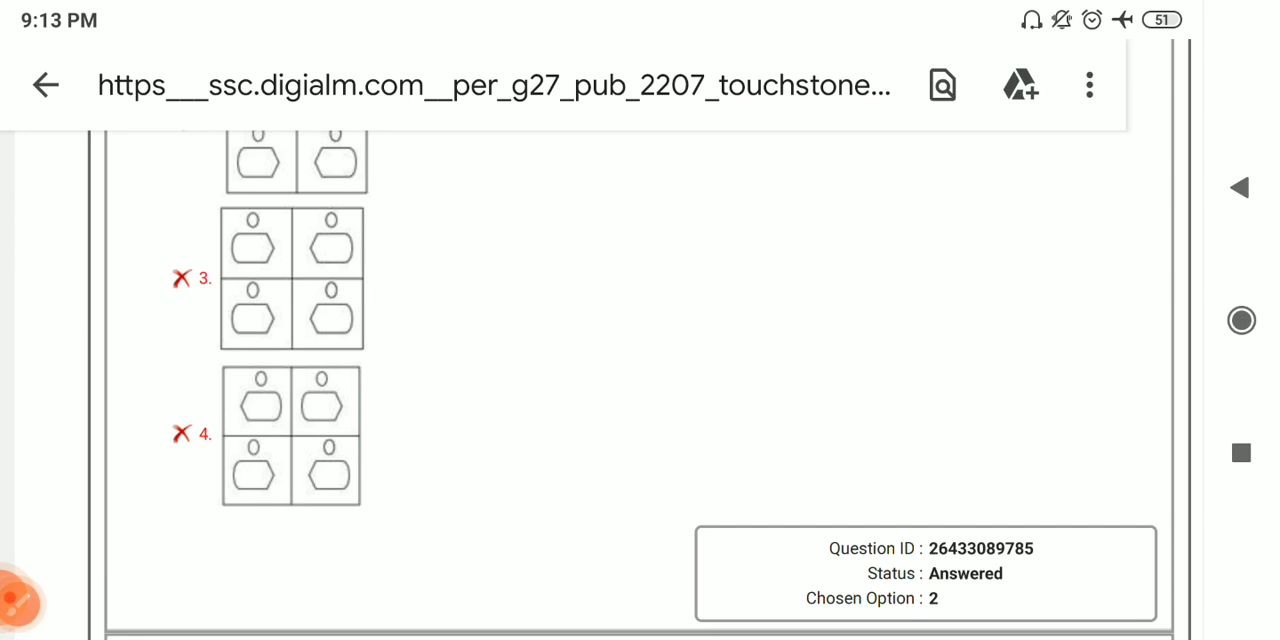 9:13 PM
51
https___ssc.digialm.com__per_g27_pub_2207_touchstone...
3.
4.
Question ID : 26433089785
Status : Answered
Chosen Option : 2